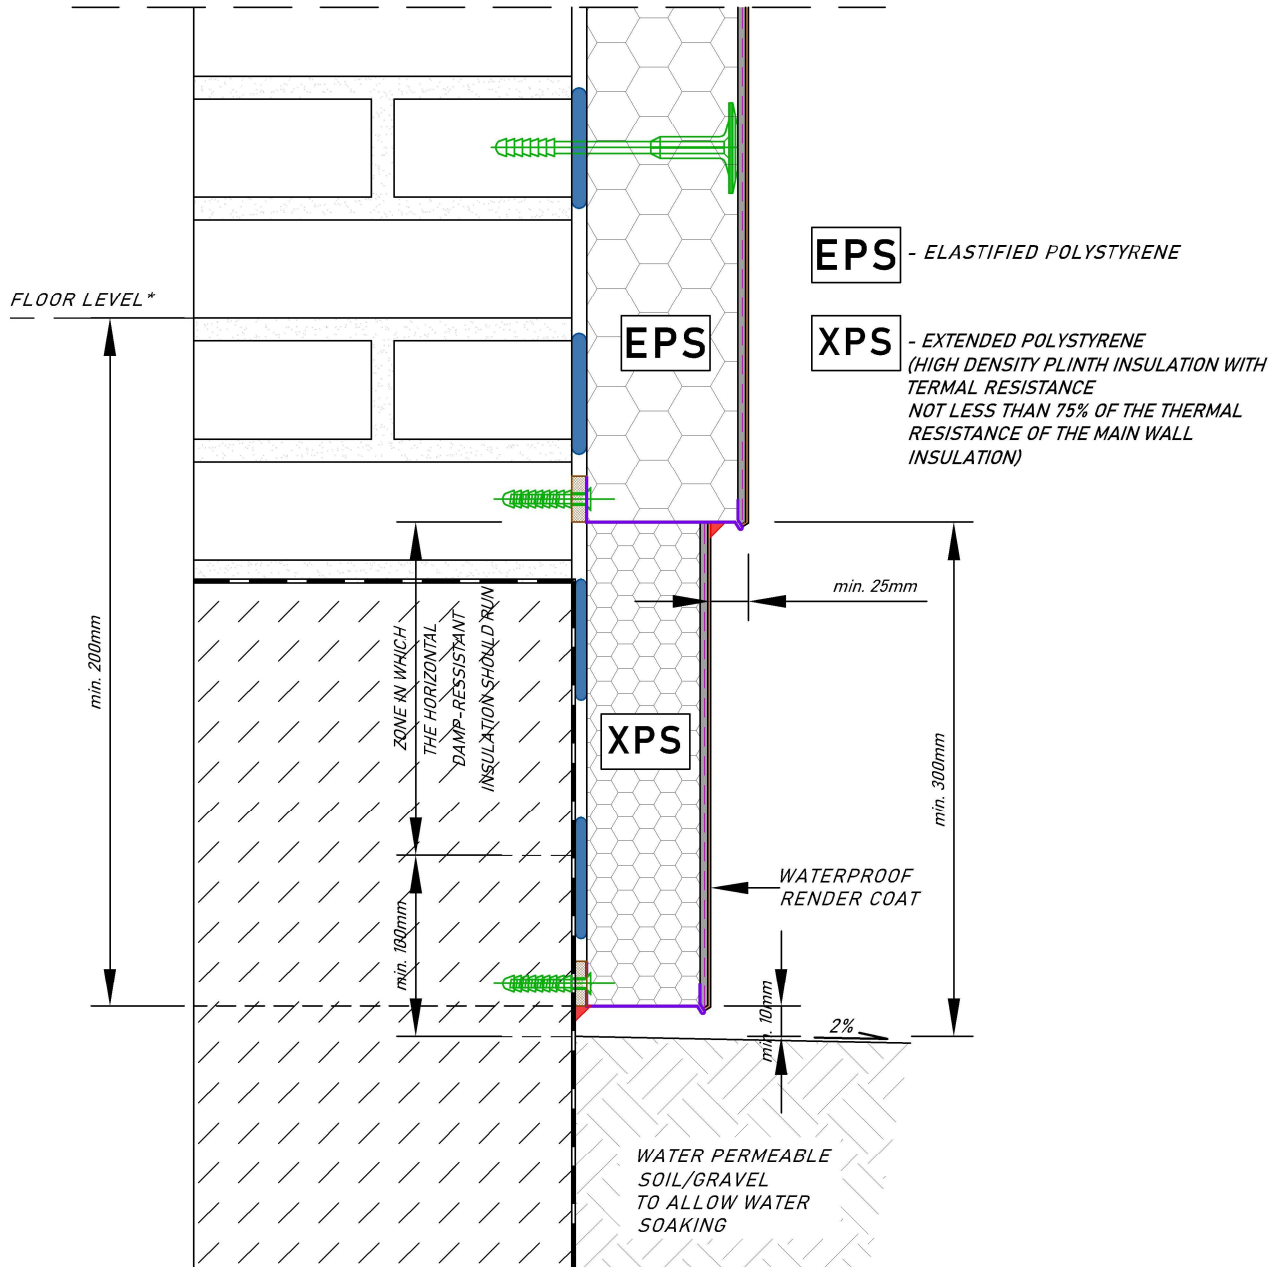 EPS - ELASTIFIED POLYSTYRENE
FLOOR LEVEL*
EPS
XPS - EXTENDED POLYSTYRENE
(HIGH DENSITY PLINTH INSULATION WITH
TERMAL RESISTANCE
NOT LESS THAN 75% OF THE THERMAL
RESISTANCE OF THE MAIN WALL
INSULATION)
min. 25mm
min. 200mm
ZONE IN WHICH
THE HORIZONTAL
DAMP-RESSISTANT
INSULATION SHOULD RUN
XPS
min. 300mm
WATERPROOF
RENDER COAT
min. 100mm
min. 10mm
2%
WATER PERMEABLE
SOIL/GRAVEL
TO ALLOW WATER
SOAKING